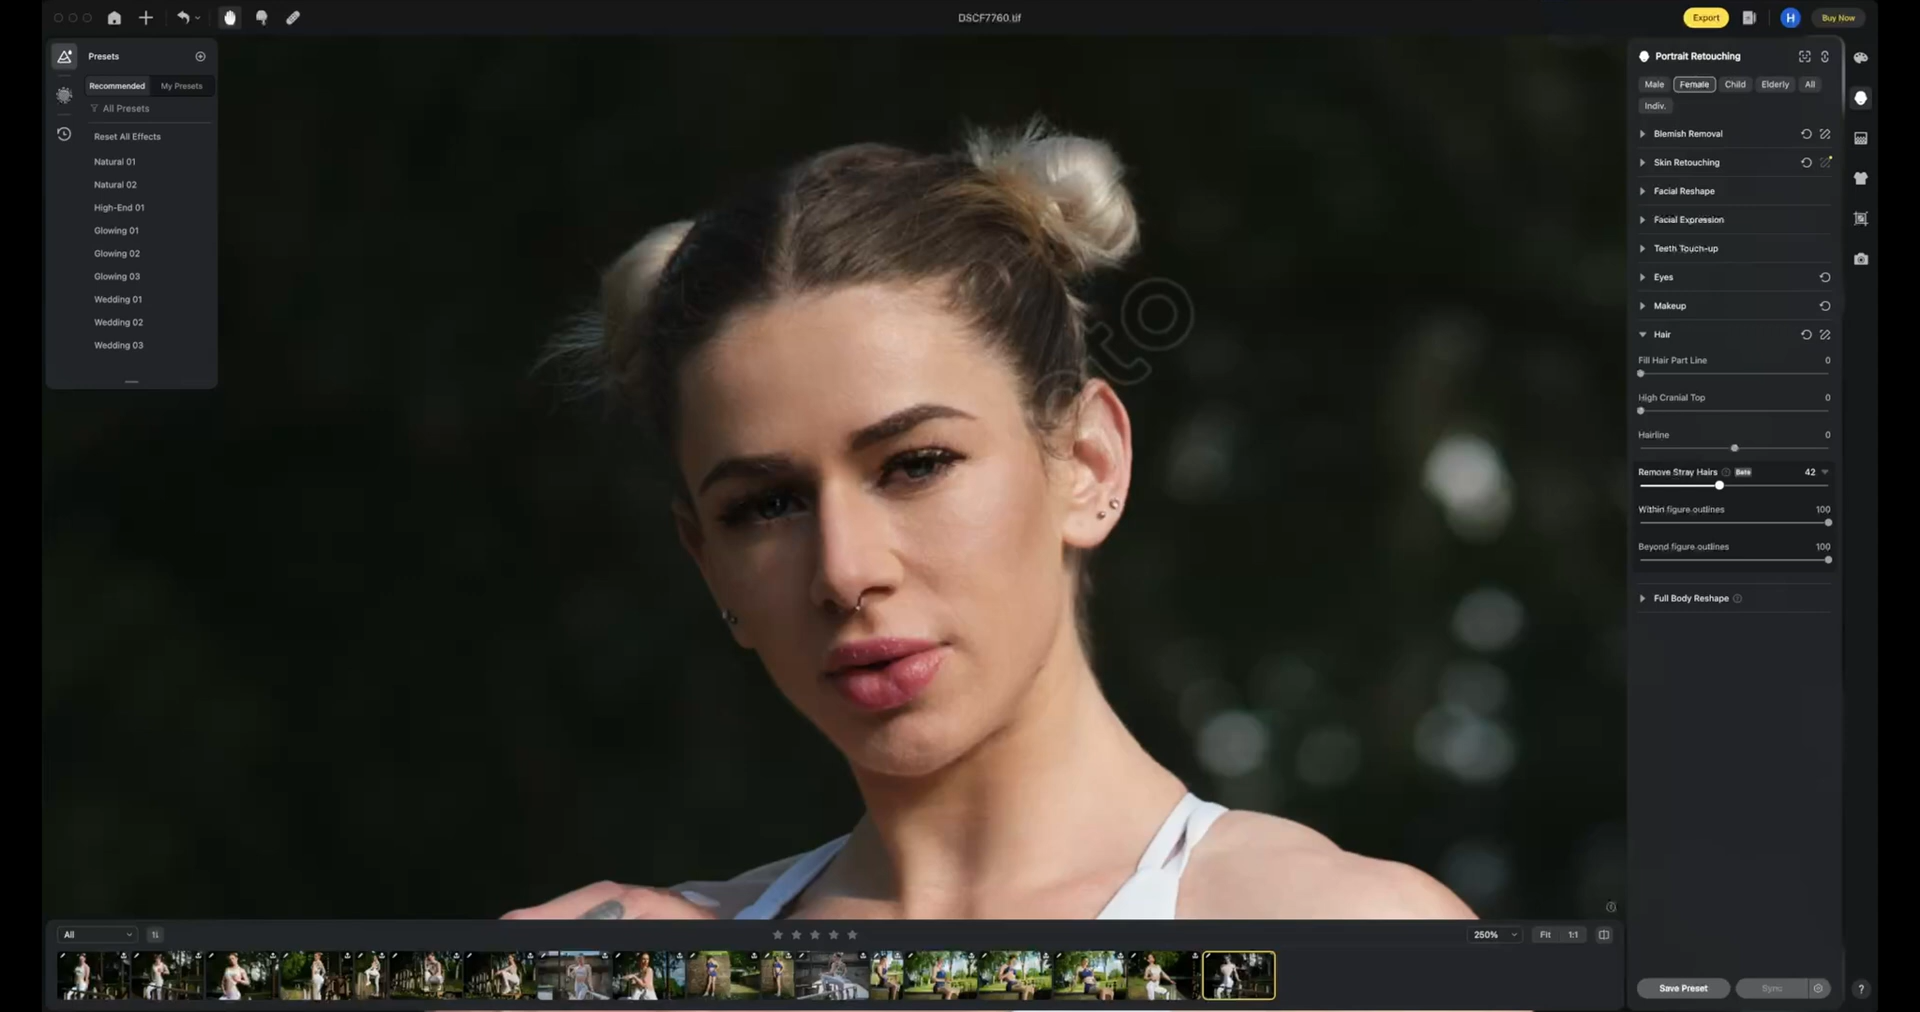 DSCF7760.tif
Export
H
Buy Now
Presets
Recommended
My Presets
All Presets
Reset All Effects
Natural 01
Natural 02
High-End 01
Glowing 01
Glowing 02
Glowing 03
Wedding 01
Wedding 02
Wedding 03
Portrait Retouching
Male
Female
Child
Elderly
All
Indiv.
Blemish Removal
Skin Retouching
Facial Reshape
Facial Expression
Teeth Touch-up
Eyes
Makeup
Hair
Fill Hair Part Line 0
High Cranial Top 0
Hairline 0
Remove Stray Hairs Beta 42
Within figure outlines 100
Beyond figure outlines 100
Full Body Reshape
to
All
250%
Fit
1:1
Save Preset
Sync
?